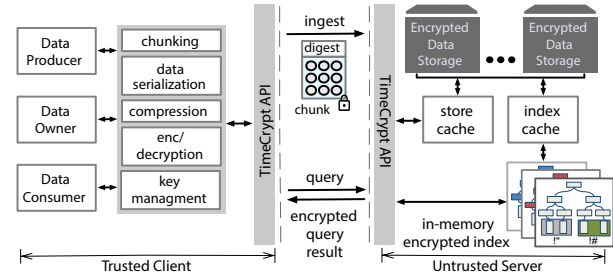 Data
Producer
Data
Owner
Data
Consumer
chunking
data
serialization
compression
enc/
decryption
key
managment
TimeCrypt API
ingest
digest
chunk
query
encrypted
query
result
TimeCrypt API
Encrypted
Data
Storage
Encrypted
Data
Storage
store
cache
index
cache
in-memory
encrypted index
!"
!#
Trusted Client
Untrusted Server